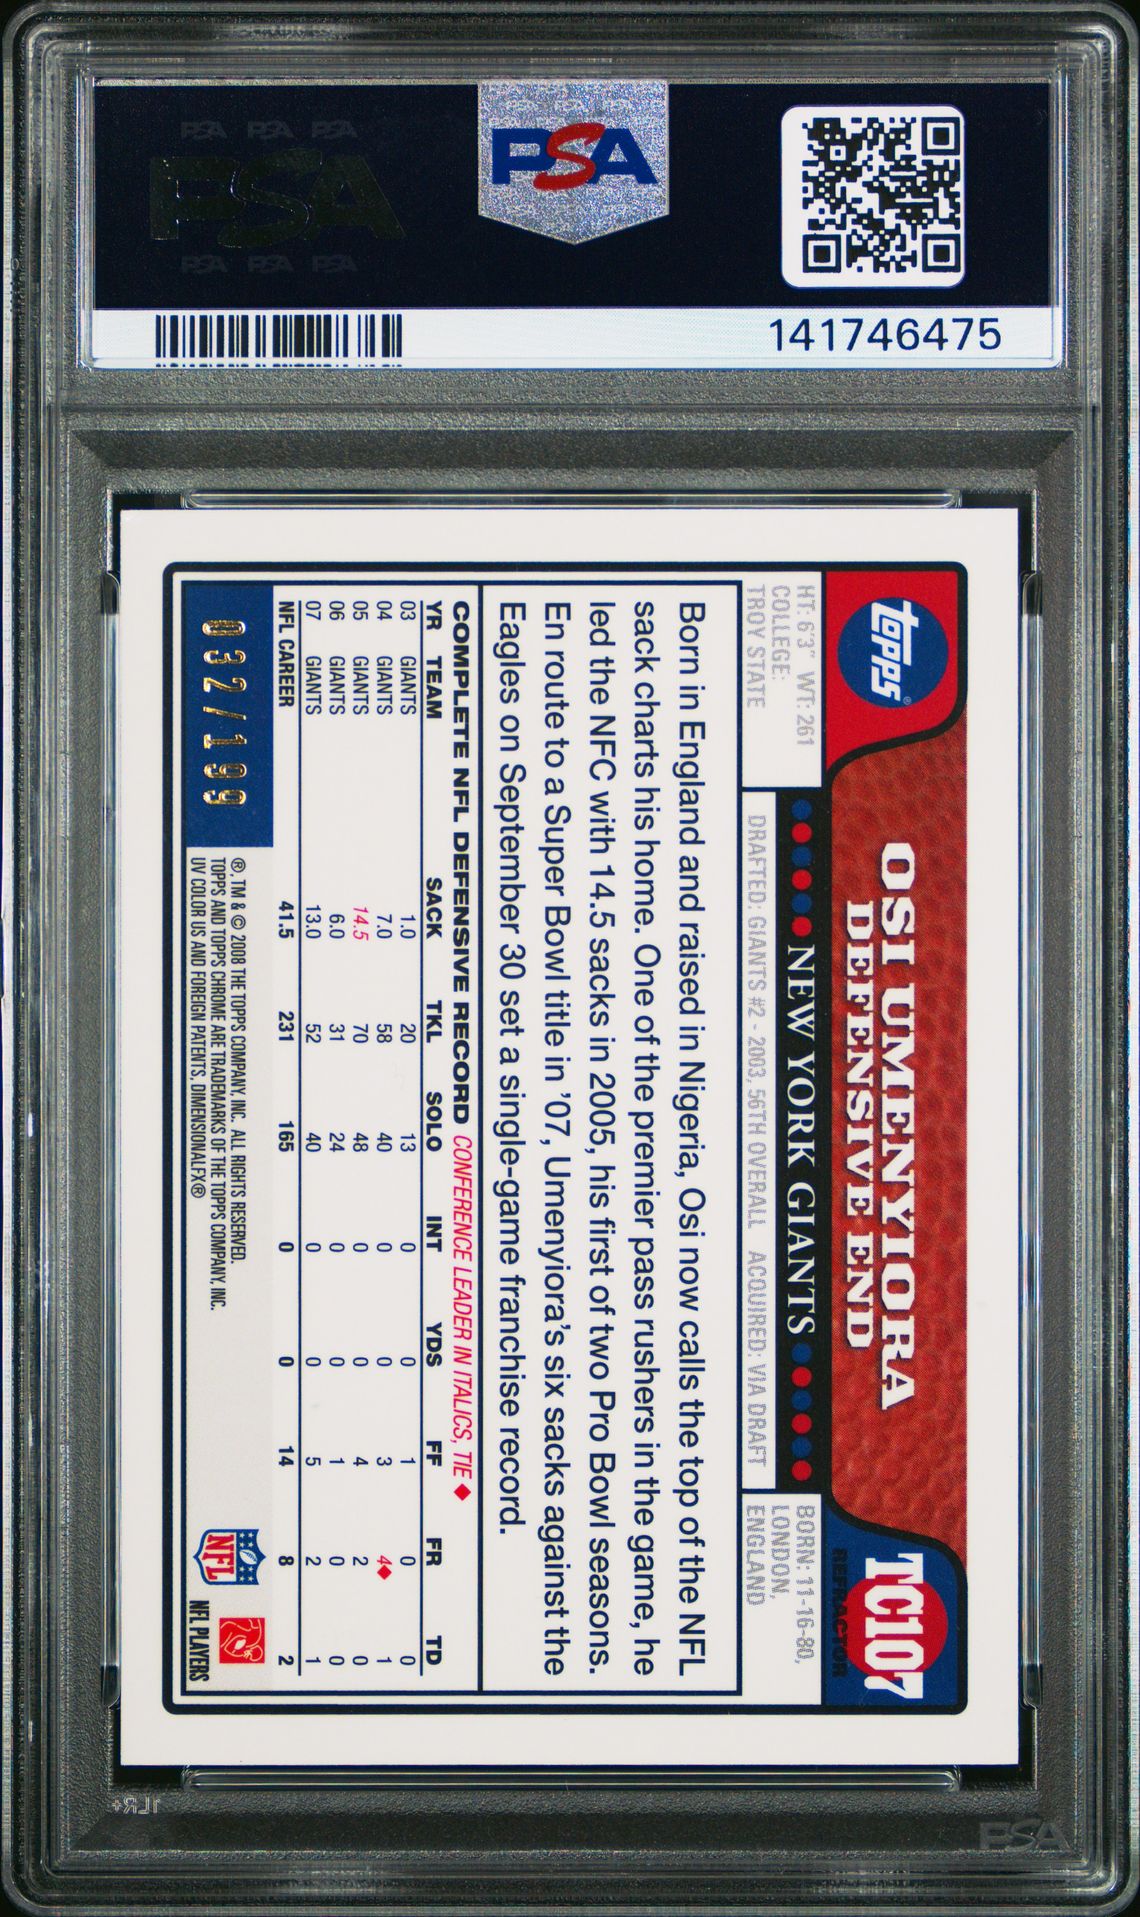 PSA PSA PSA
PSA
PSA PSA PSA
PSA
141746475
topps®
OSI UMENYIORA
DEFENSIVE END
TC107
REFRACTOR
NEW YORK GIANTS
HT: 6'3" WT: 261
COLLEGE:
TROY STATE
DRAFTED: GIANTS #2 - 2003, 56TH OVERALL ACQUIRED: VIA DRAFT
BORN: 11-16-80,
LONDON,
ENGLAND
Born in England and raised in Nigeria, Osi now calls the top of the NFL
sack charts his home. One of the premier pass rushers in the game, he
led the NFC with 14.5 sacks in 2005, his first of two Pro Bowl seasons.
En route to a Super Bowl title in '07, Umenyiora's six sacks against the
Eagles on September 30 set a single-game franchise record.
COMPLETE NFL DEFENSIVE RECORD CONFERENCE LEADER IN ITALICS, TIE ◆
YR TEAM SACK TKL SOLO INT YDS FF FR TD
03 GIANTS 1.0 20 13 0 0 1 0 0
04 GIANTS 7.0 58 40 0 0 3 4◆ 1
05 GIANTS 14.5 70 48 0 0 4 2 0
06 GIANTS 6.0 31 24 0 0 1 0 0
07 GIANTS 13.0 52 40 0 0 5 2 1
NFL CAREER 41.5 231 165 0 0 14 8 2
032/199
®, TM & © 2008 THE TOPPS COMPANY, INC. ALL RIGHTS RESERVED.
TOPPS AND TOPPS CHROME ARE TRADEMARKS OF THE TOPPS COMPANY, INC.
UV COLOR US AND FOREIGN PATENTS. DIMENSIONALFX®
NFL
NFL PLAYERS
PSA